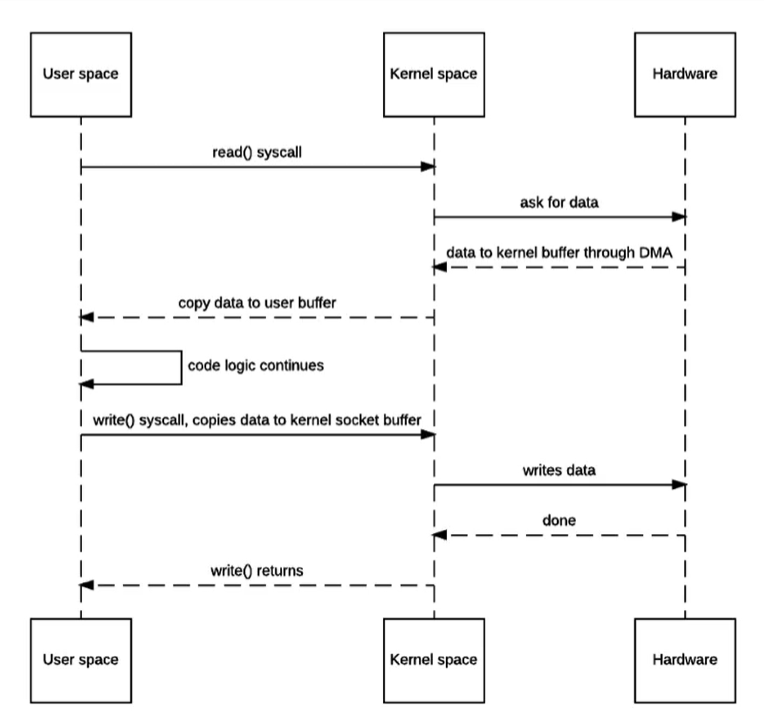 User space
Kernel space
Hardware
read() syscall
ask for data
data to kernel buffer through DMA
copy data to user buffer
code logic continues
write() syscall, copies data to kernel socket buffer
writes data
done
write() returns
User space
Kernel space
Hardware